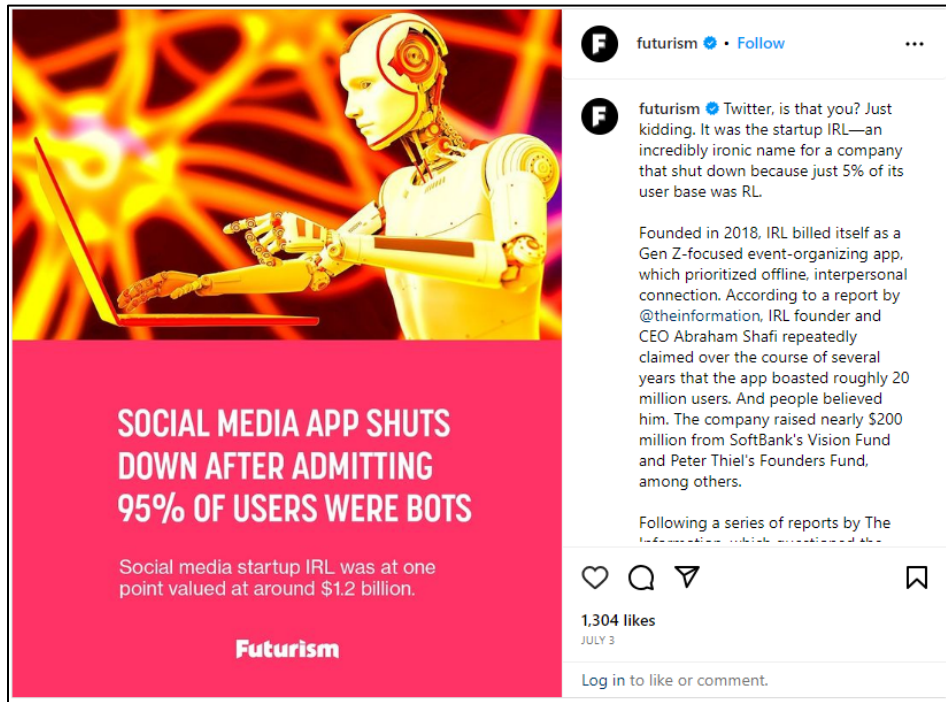 SOCIAL MEDIA APP SHUTS
DOWN AFTER ADMITTING
95% OF USERS WERE BOTS
Social media startup IRL was at one
point valued at around $1.2 billion.
Futurism
F
futurism • Follow
...
F
futurism Twitter, is that you? Just
kidding. It was the startup IRL—an
incredibly ironic name for a company
that shut down because just 5% of its
user base was RL.
Founded in 2018, IRL billed itself as a
Gen Z-focused event-organizing app,
which prioritized offline, interpersonal
connection. According to a report by
@theinformation, IRL founder and
CEO Abraham Shafi repeatedly
claimed over the course of several
years that the app boasted roughly 20
million users. And people believed
him. The company raised nearly $200
million from SoftBank's Vision Fund
and Peter Thiel's Founders Fund,
among others.
Following a series of reports by The
Information, which questioned the
1,304 likes
JULY 3
Log in to like or comment.